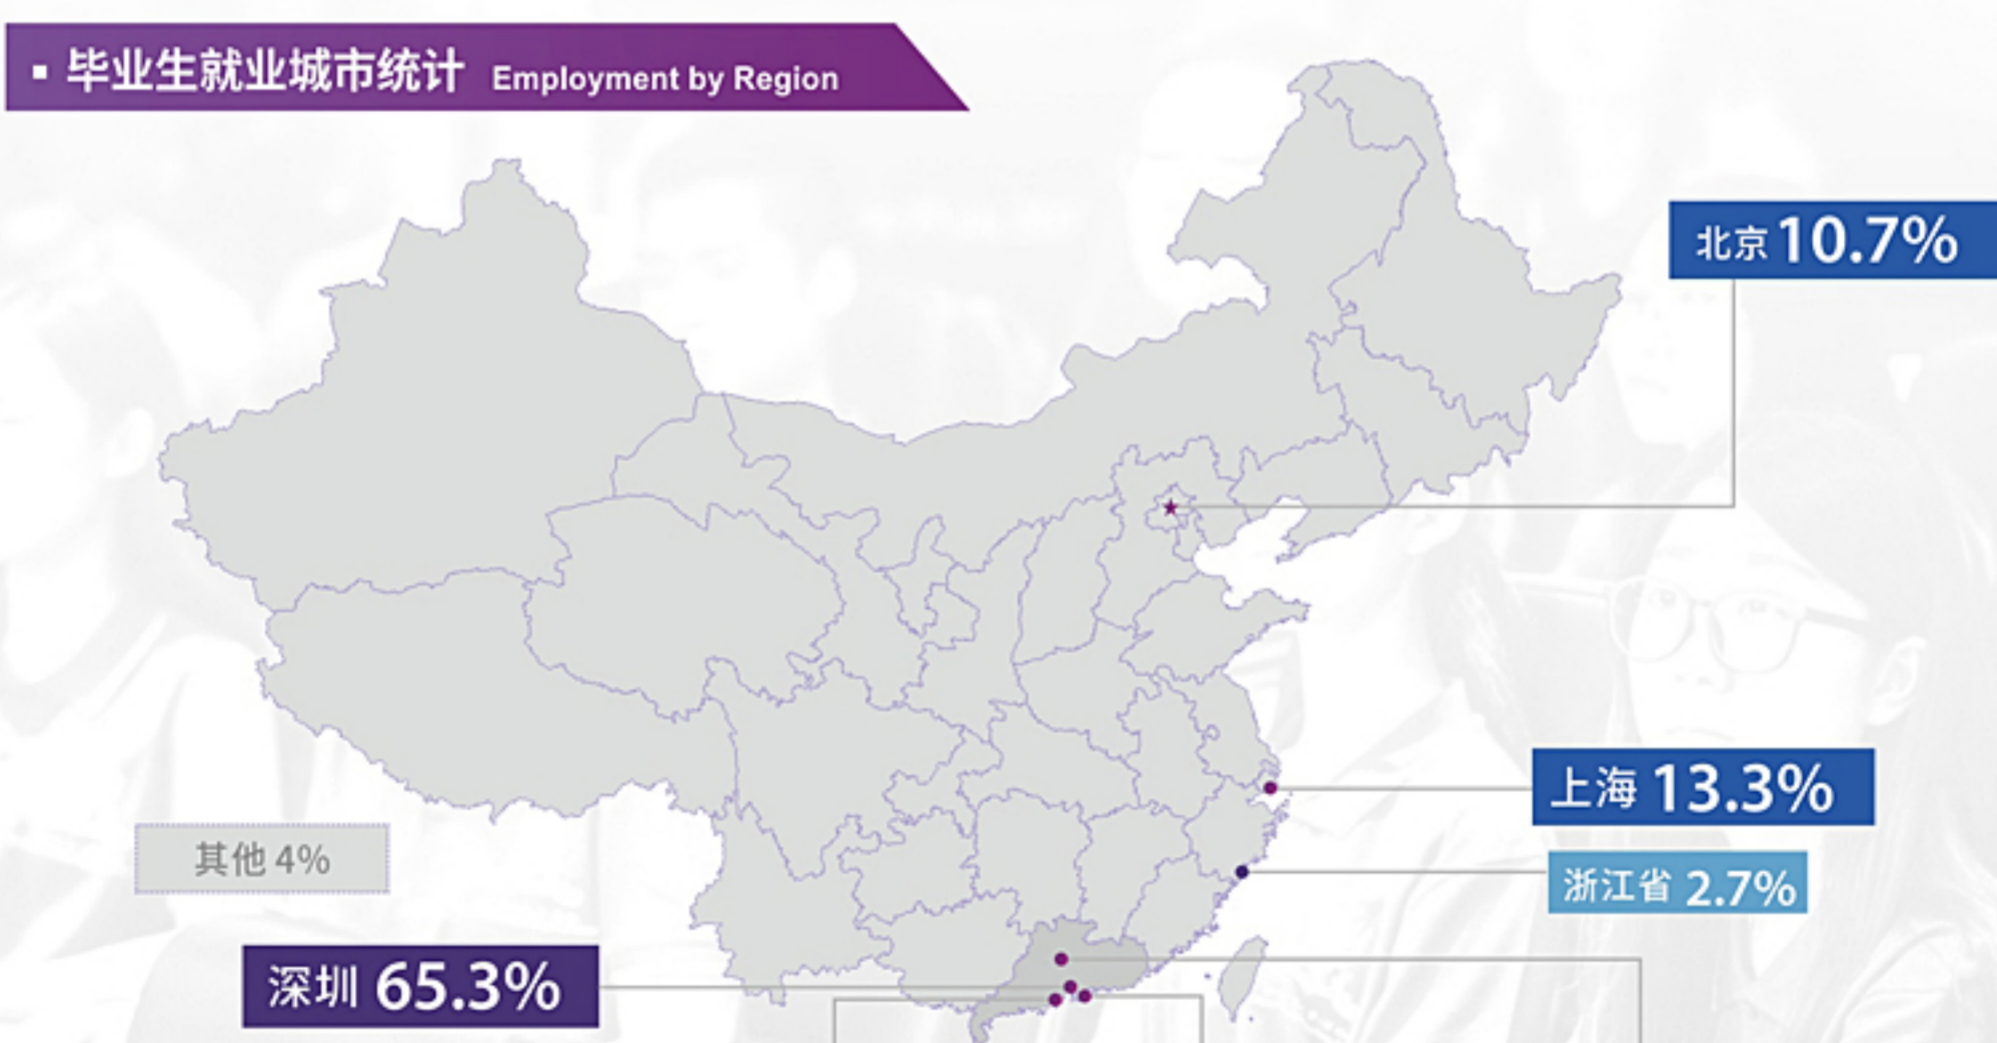 ▪ 毕业生就业城市统计 Employment by Region
北京 10.7%
上海 13.3%
其他 4%
浙江省 2.7%
深圳 65.3%